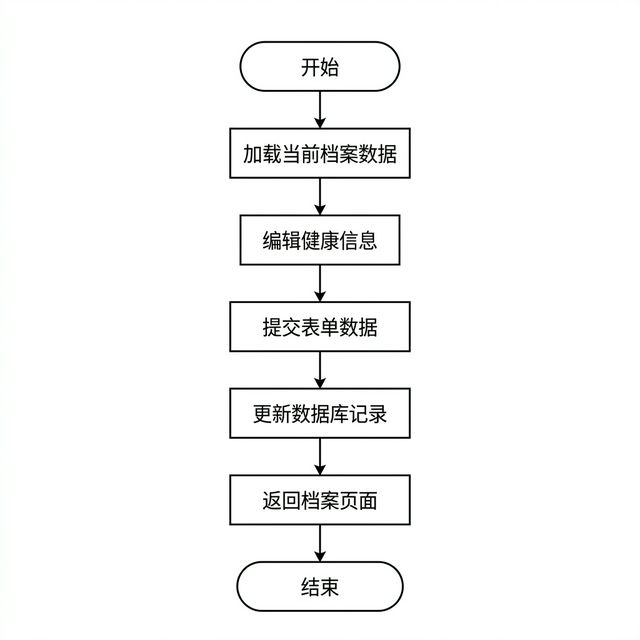 开始
加载当前档案数据
编辑健康信息
提交表单数据
更新数据库记录
返回档案页面
结束